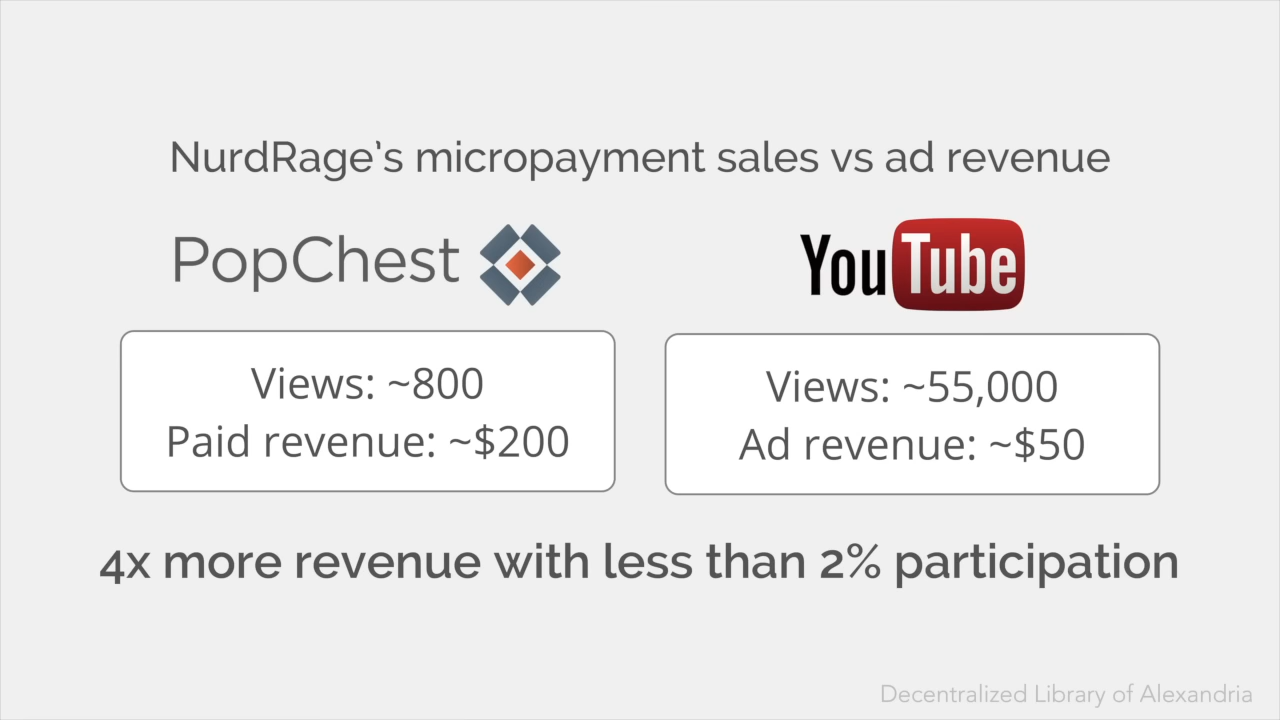 NurdRage's micropayment sales vs ad revenue
PopChest
YouTube
Views: ~800
Paid revenue: ~$200
Views: ~55,000
Ad revenue: ~$50
4x more revenue with less than 2% participation
Decentralized Library of Alexandria